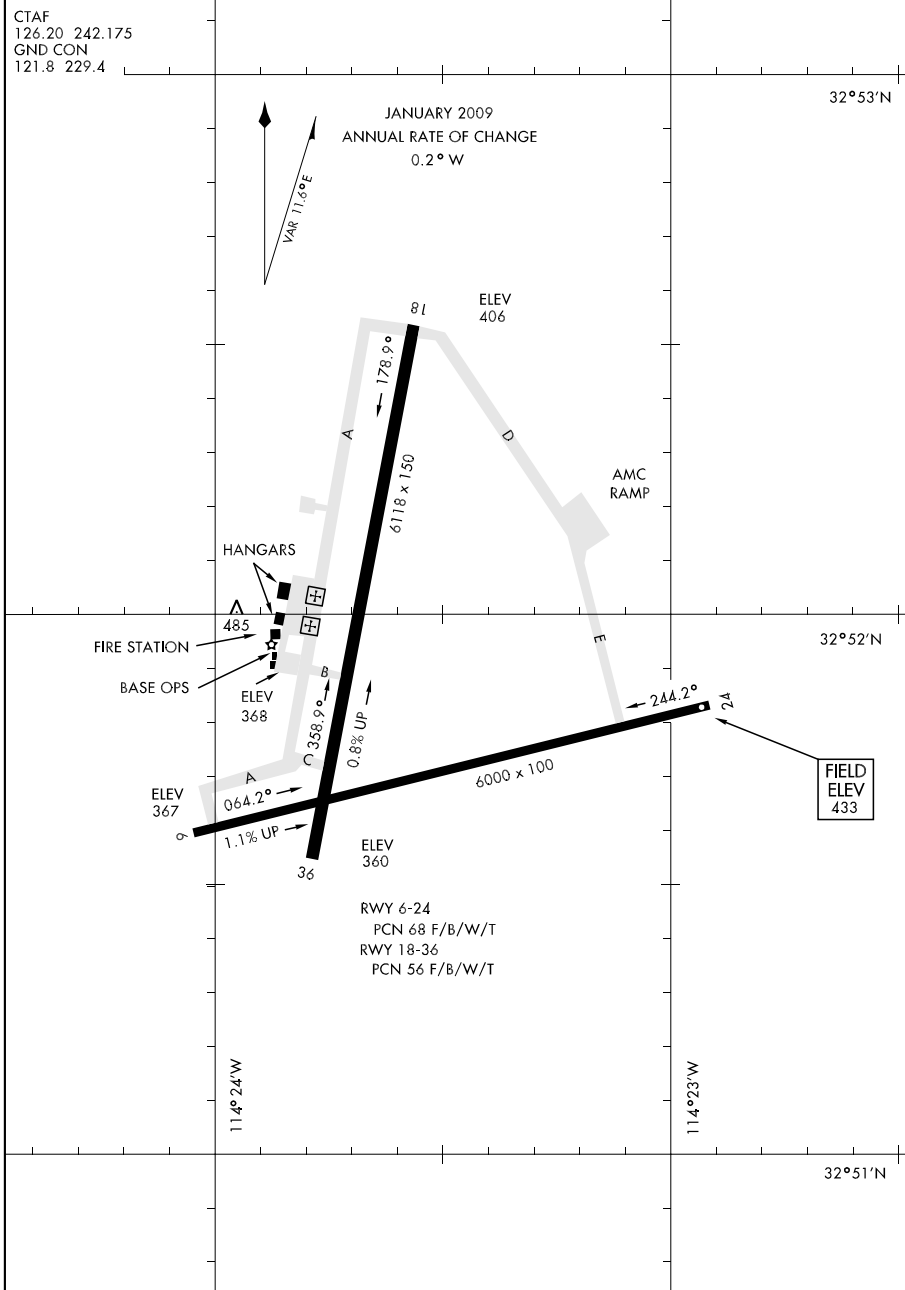 CTAF
126.20 242.175
GND CON
121.8 229.4
32°53'N
JANUARY 2009
ANNUAL RATE OF CHANGE
0.2° W
VAR 11.6° E
18
ELEV
406
178.9°
A
D
6118 x 150
AMC
RAMP
HANGARS
485
FIRE STATION
32°52'N
E
BASE OPS
B
ELEV
368
358.9°
0.8% UP
244.2°
24
C
A
ELEV
367
064.2°
6000 x 100
FIELD
ELEV
433
6
1.1% UP
36
ELEV
360
RWY 6-24
PCN 68 F/B/W/T
RWY 18-36
PCN 56 F/B/W/T
114°24'W
114°23'W
32°51'N